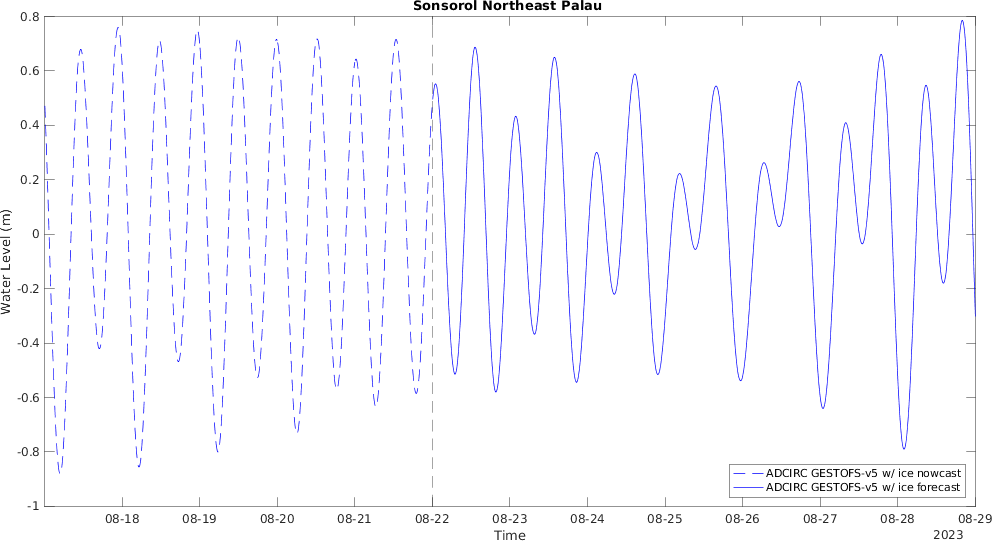 Sonsorol Northeast Palau
Water Level (m)
0.8
0.6
0.4
0.2
0
-0.2
-0.4
-0.6
-0.8
-1
ADCIRC GESTOFS-v5 w/ ice nowcast
ADCIRC GESTOFS-v5 w/ ice forecast
08-18 08-19 08-20 08-21 08-22 08-23 08-24 08-25 08-26 08-27 08-28 08-29
Time
2023